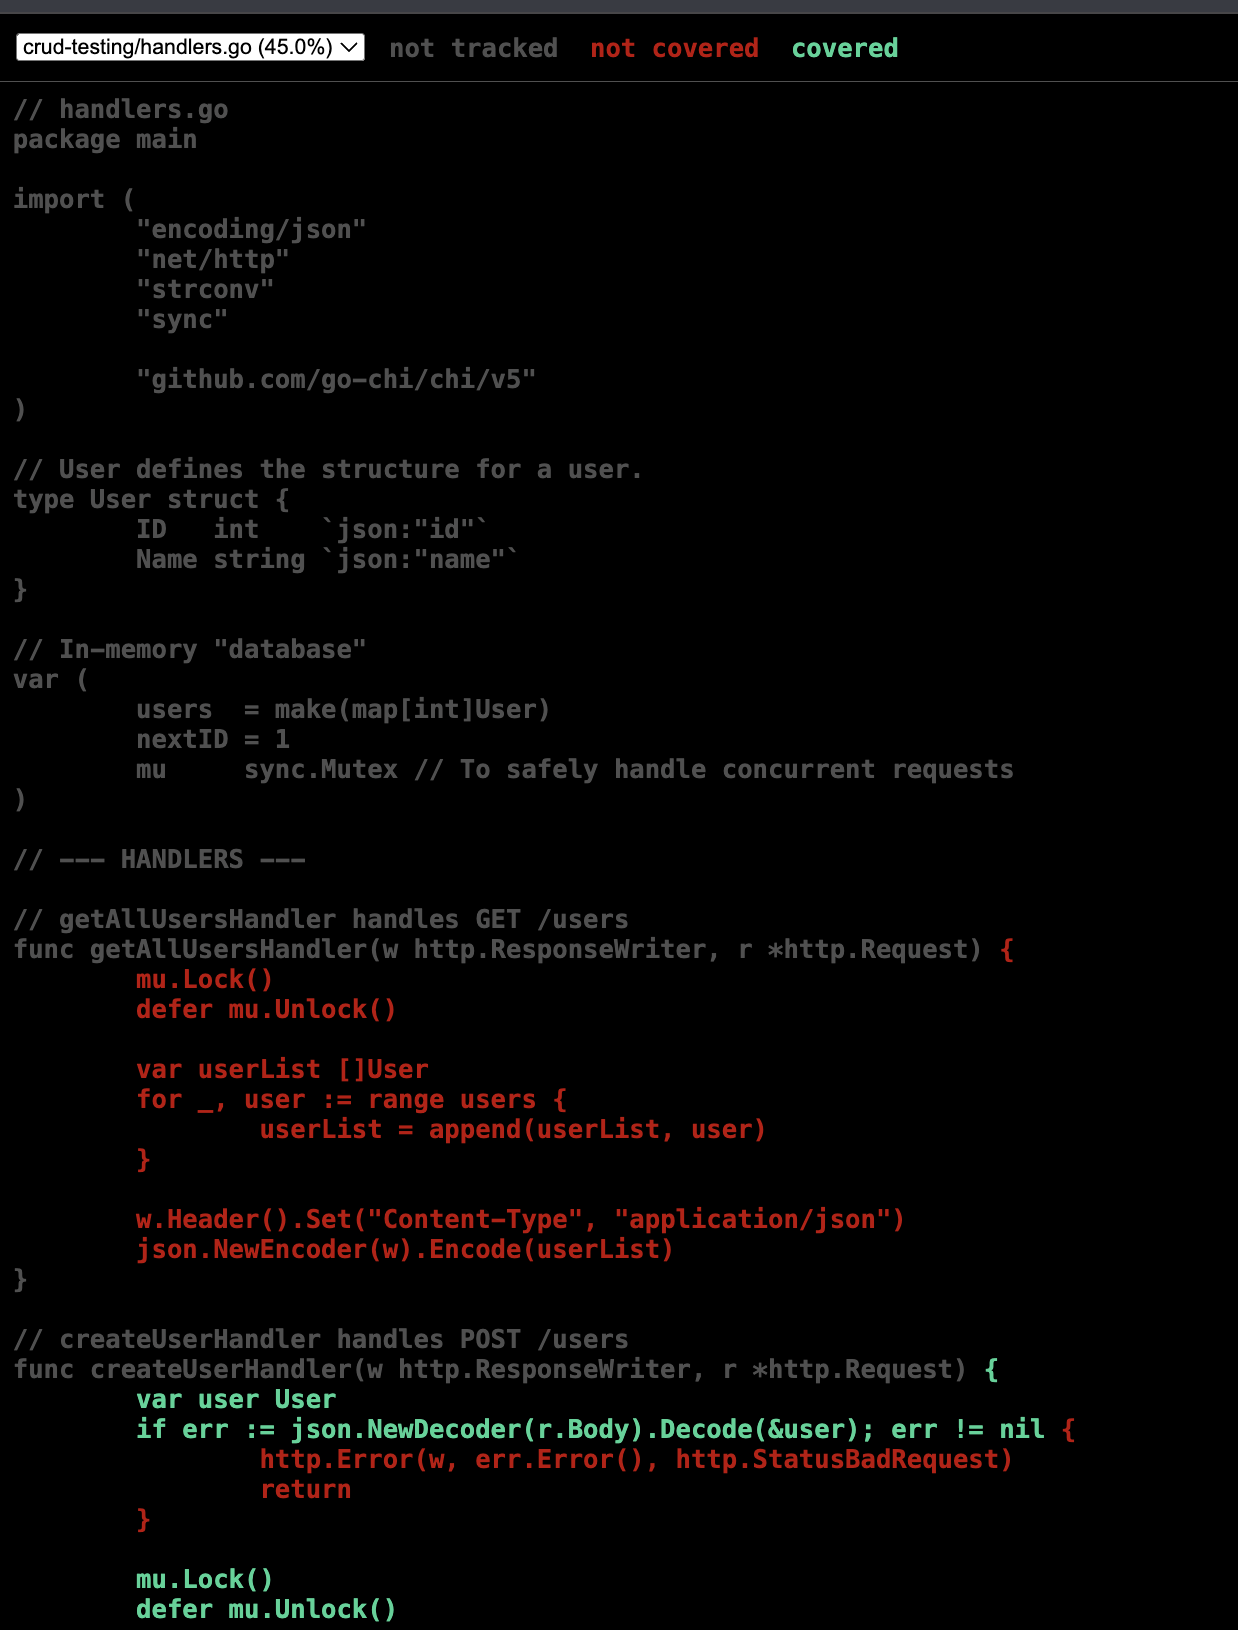 crud-testing/handlers.go (45.0%) not tracked not covered covered
// handlers.go
package main

import (
        "encoding/json"
        "net/http"
        "strconv"
        "sync"

        "github.com/go-chi/chi/v5"
)

// User defines the structure for a user.
type User struct {
        ID   int    `json:"id"`
        Name string `json:"name"`
}

// In-memory "database"
var (
        users  = make(map[int]User)
        nextID = 1
        mu     sync.Mutex // To safely handle concurrent requests
)

// --- HANDLERS ---

// getAllUsersHandler handles GET /users
func getAllUsersHandler(w http.ResponseWriter, r *http.Request) {
        mu.Lock()
        defer mu.Unlock()

        var userList []User
        for _, user := range users {
                userList = append(userList, user)
        }

        w.Header().Set("Content-Type", "application/json")
        json.NewEncoder(w).Encode(userList)
}

// createUserHandler handles POST /users
func createUserHandler(w http.ResponseWriter, r *http.Request) {
        var user User
        if err := json.NewDecoder(r.Body).Decode(&user); err != nil {
                http.Error(w, err.Error(), http.StatusBadRequest)
                return
        }

        mu.Lock()
        defer mu.Unlock()